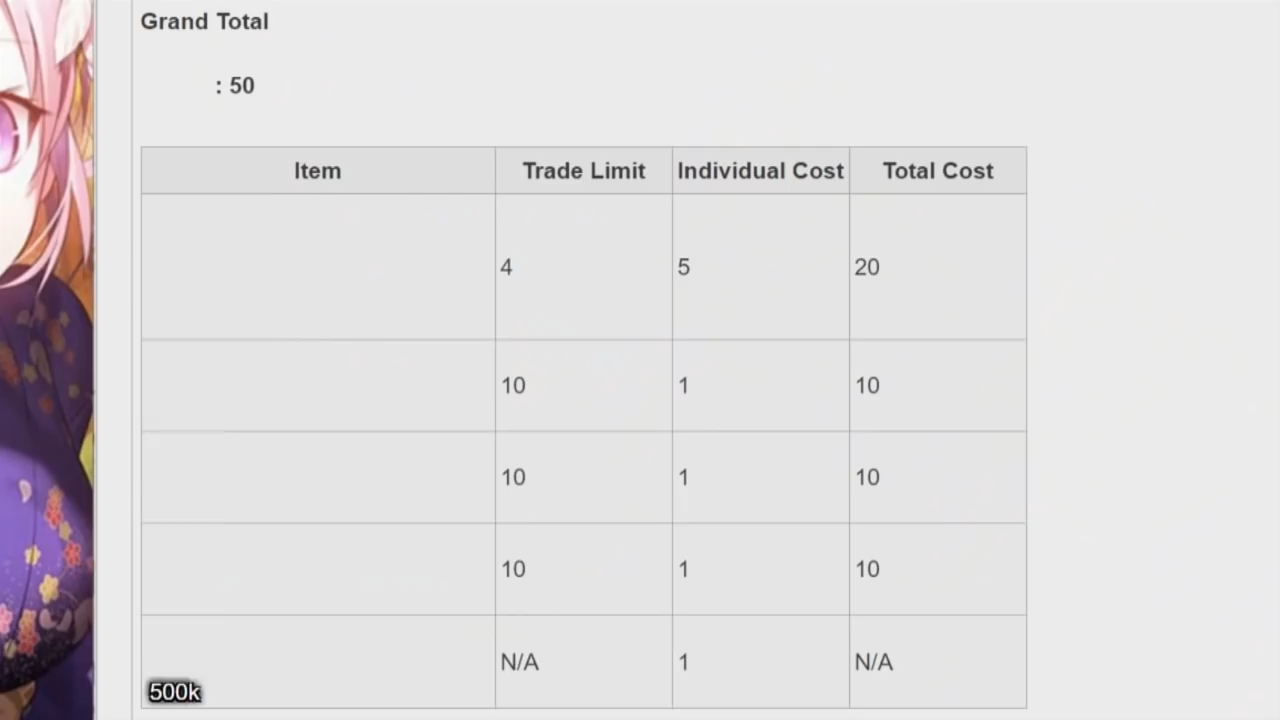 Grand Total
: 50
Item Trade Limit Individual Cost Total Cost
4 5 20
10 1 10
10 1 10
10 1 10
N/A 1 N/A
500k